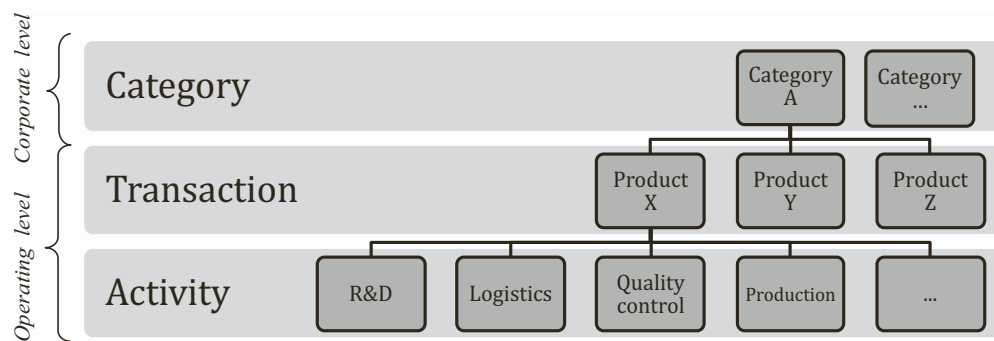 Corporate level
Category
Category
A
Category
...
Transaction
Product
X
Product
Y
Product
Z
Operating level
Activity
R&D
Logistics
Quality
control
Production
...